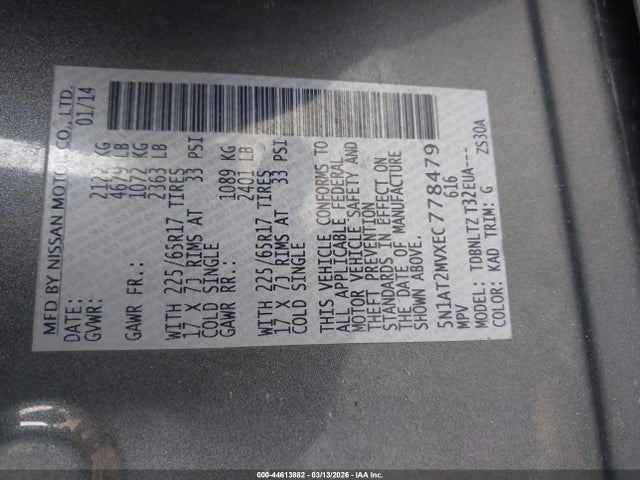 MFD BY NISSAN MOTOR CO., LTD.
DATE: 01/14
GVWR: KG
4679 LB
GAWR FR.: 1072 KG
2363 LB
WITH 225/65R17 TIRES
17 X 7J RIMS AT 33 PSI
COLD SINGLE
GAWR RR.: 1089 KG
2401 LB
WITH 225/65R17 TIRES
17 X 7J RIMS AT 33 PSI
COLD SINGLE
THIS VEHICLE CONFORMS TO
ALL APPLICABLE FEDERAL
MOTOR VEHICLE SAFETY AND
THEFT PREVENTION
STANDARDS IN EFFECT ON
THE DATE OF MANUFACTURE
SHOWN ABOVE.
5N1AT2MVXEC778479
MPV 616
MODEL: TDBNLTZ T32EUA---
COLOR: KAD TRIM: G ZS30A
000-44613882 - 03/13/2026 - IAA Inc.